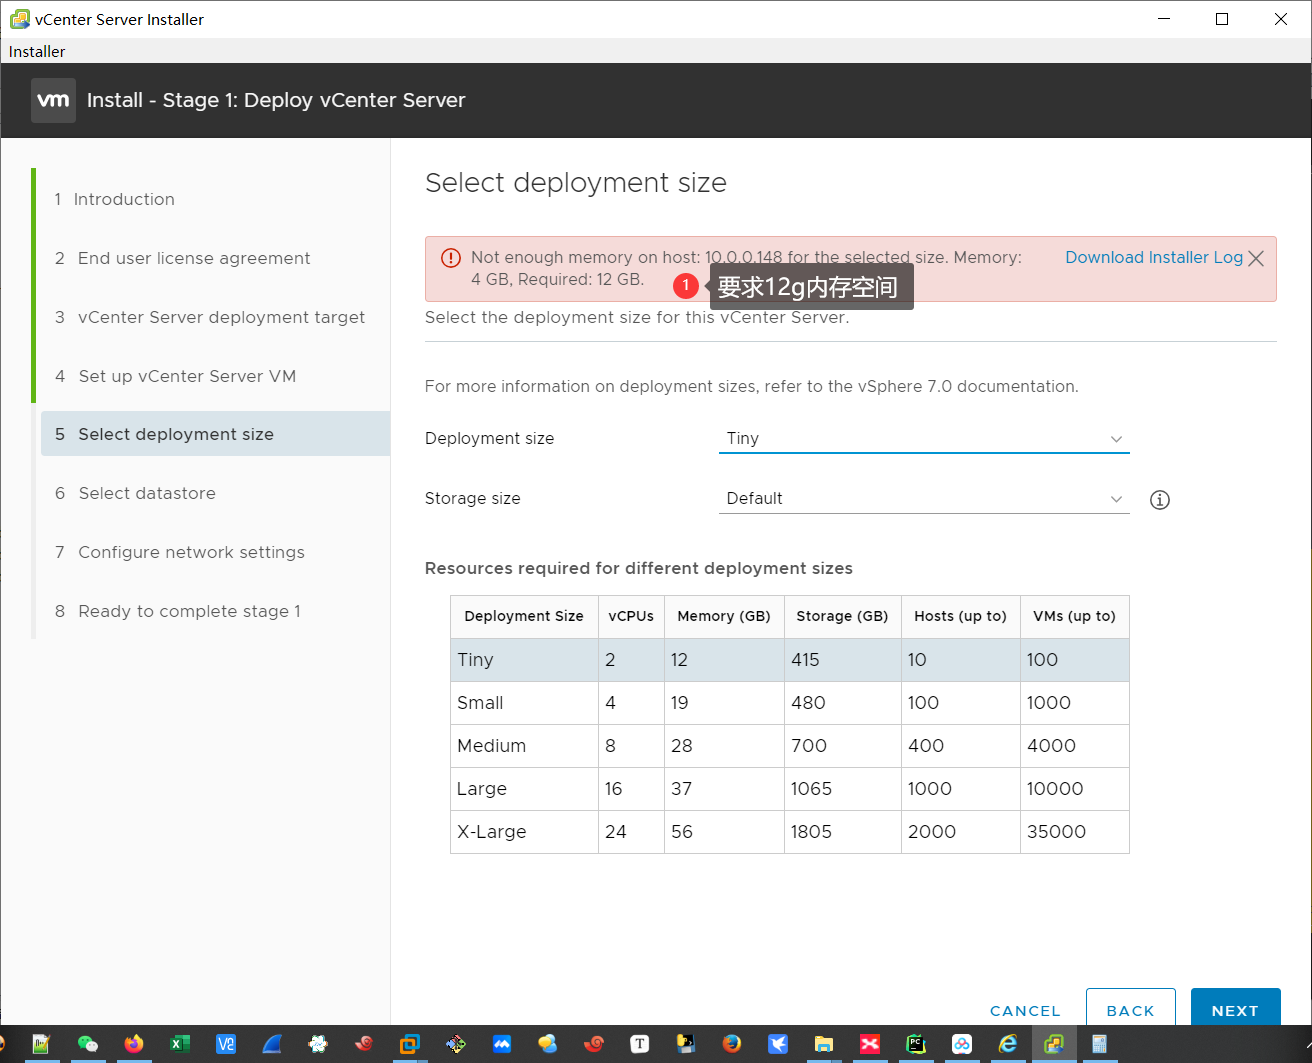 vCenter Server Installer
Installer
vm
Install - Stage 1: Deploy vCenter Server
1 Introduction
2 End user license agreement
3 vCenter Server deployment target
4 Set up vCenter Server VM
5 Select deployment size
6 Select datastore
7 Configure network settings
8 Ready to complete stage 1
Select deployment size
Not enough memory on host: 10.0.0.148 for the selected size. Memory:
4 GB, Required: 12 GB.
Download Installer Log
1 要求12g内存空间
Select the deployment size for this vCenter Server.
For more information on deployment sizes, refer to the vSphere 7.0 documentation.
Deployment size Tiny
Storage size Default
Resources required for different deployment sizes
Deployment Size vCPUs Memory (GB) Storage (GB) Hosts (up to) VMs (up to)
Tiny 2 12 415 10 100
Small 4 19 480 100 1000
Medium 8 28 700 400 4000
Large 16 37 1065 1000 10000
X-Large 24 56 1805 2000 35000
CANCEL BACK NEXT